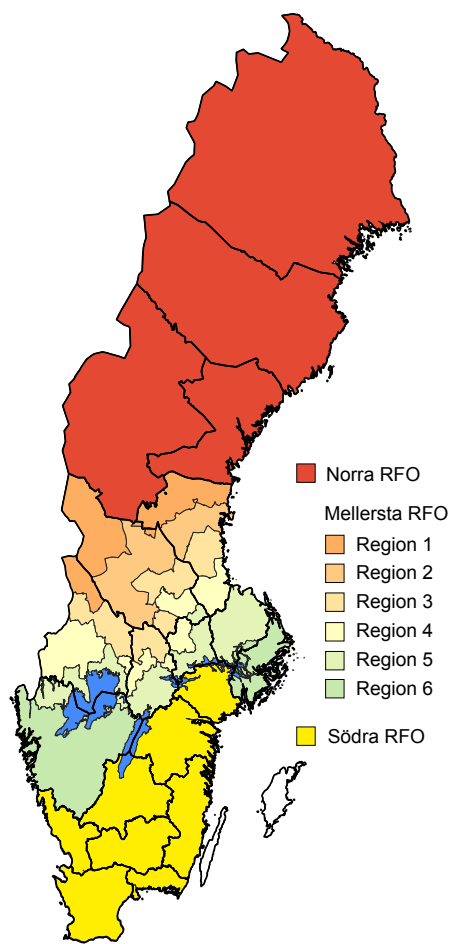 Norra RFO
Mellersta RFO
Region 1
Region 2
Region 3
Region 4
Region 5
Region 6
Södra RFO